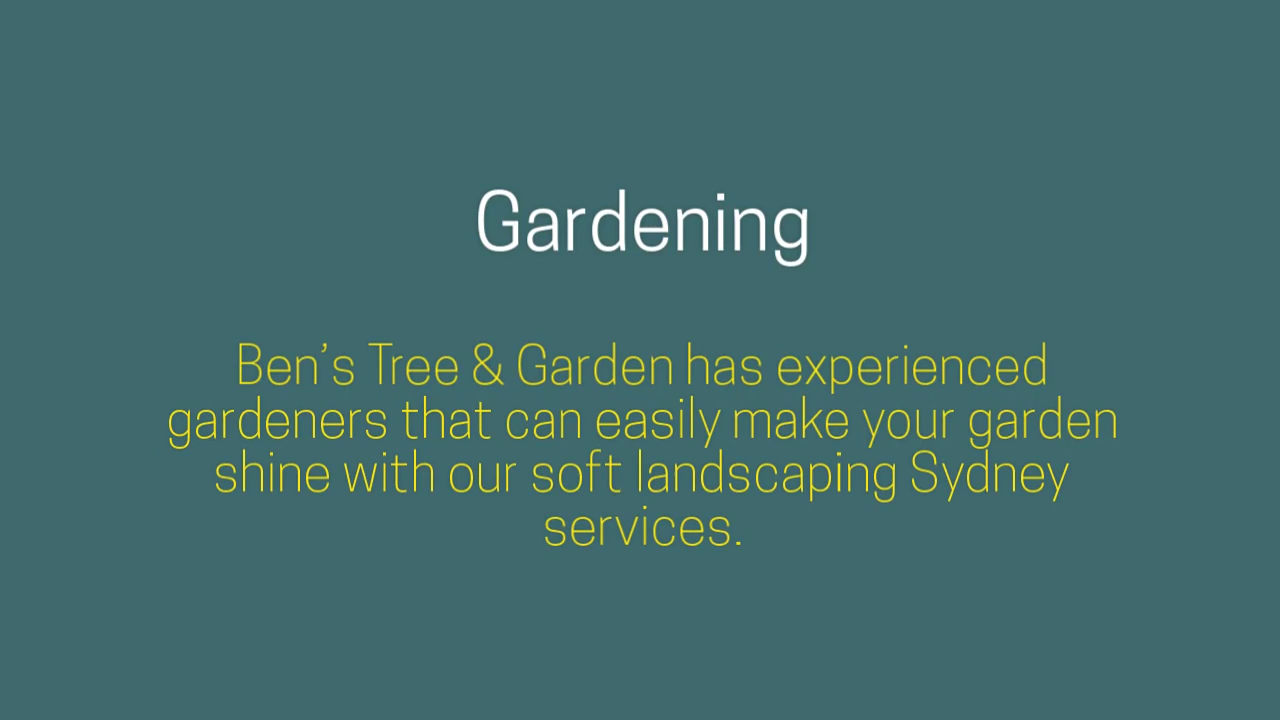 Gardening
Ben’s Tree & Garden has experienced
gardeners that can easily make your garden
shine with our soft landscaping Sydney
services.